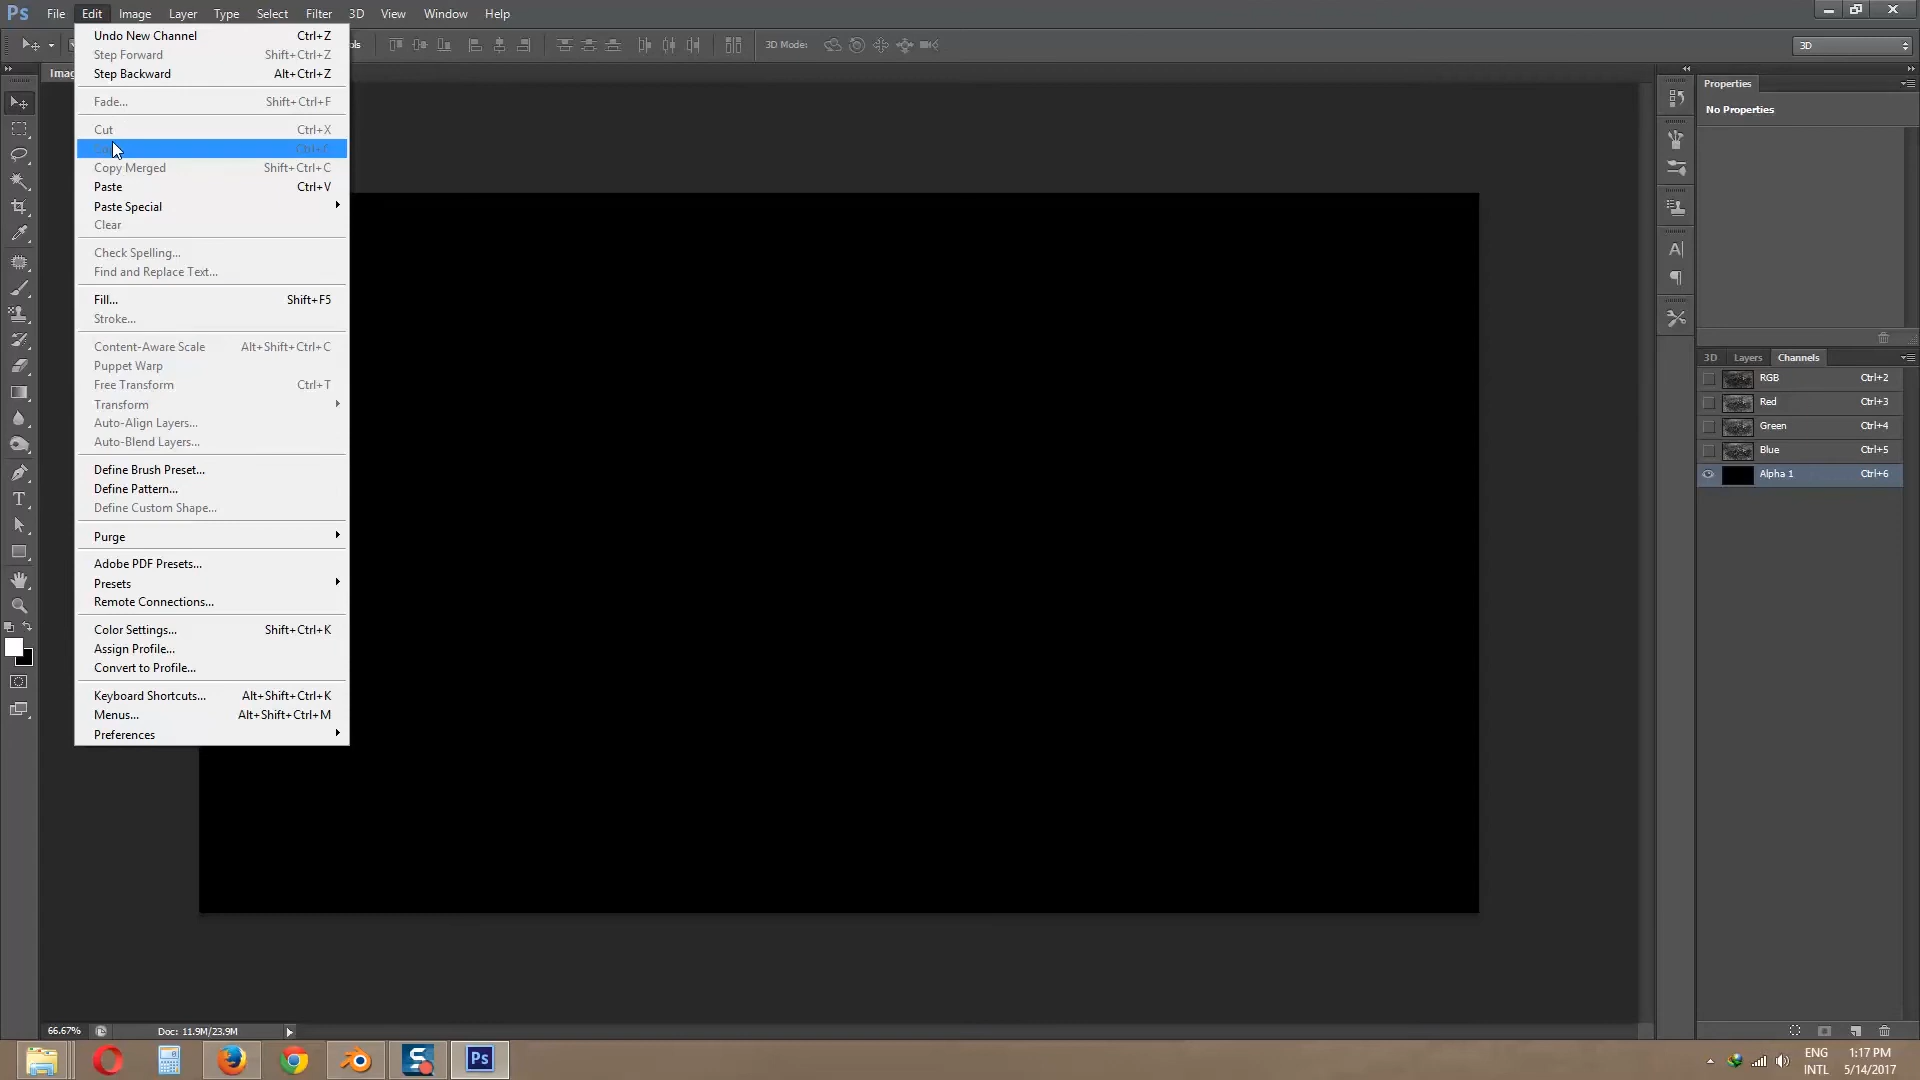 Ps File Edit Image Layer Type Select Filter 3D View Window Help
3D Mode:
3D
Undo New Channel Ctrl+Z
Step Forward Shift+Ctrl+Z
Step Backward Alt+Ctrl+Z
Fade... Shift+Ctrl+F
Cut Ctrl+X
Ctrl+C
Copy Merged Shift+Ctrl+C
Paste Ctrl+V
Paste Special
Clear
Check Spelling...
Find and Replace Text...
Fill... Shift+F5
Stroke...
Content-Aware Scale Alt+Shift+Ctrl+C
Puppet Warp
Free Transform Ctrl+T
Transform
Auto-Align Layers...
Auto-Blend Layers...
Define Brush Preset...
Define Pattern...
Define Custom Shape...
Purge
Adobe PDF Presets...
Presets
Remote Connections...
Color Settings... Shift+Ctrl+K
Assign Profile...
Convert to Profile...
Keyboard Shortcuts... Alt+Shift+Ctrl+K
Menus... Alt+Shift+Ctrl+M
Preferences
Properties
No Properties
3D Layers Channels
RGB Ctrl+2
Red Ctrl+3
Green Ctrl+4
Blue Ctrl+5
Alpha 1 Ctrl+6
66.67% Doc: 11.9M/23.9M
Ps
ENG 1:17 PM
INTL 5/14/2017